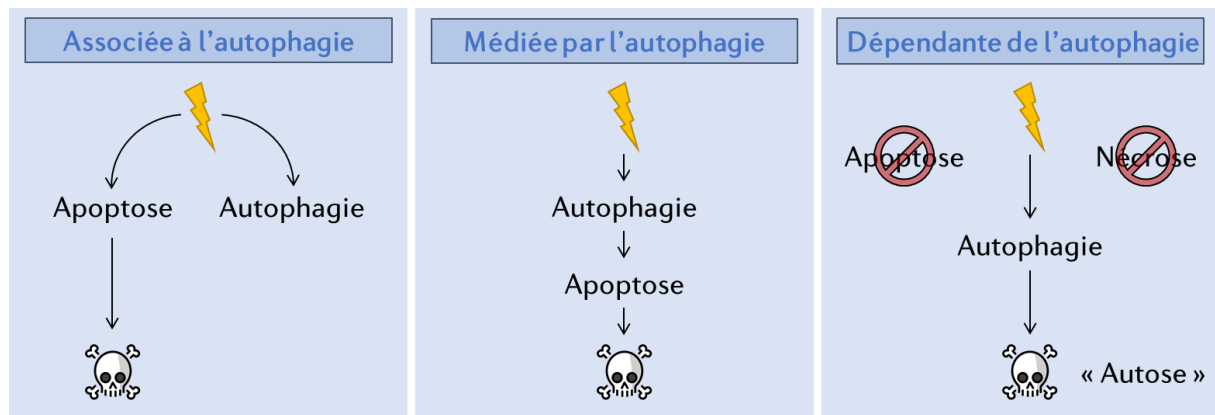 Associée à l'autophagie
Apoptose
Autophagie
Médiée par l'autophagie
Autophagie
Apoptose
Dépendante de l'autophagie
Apoptose
Nécrose
Autophagie
« Autose »